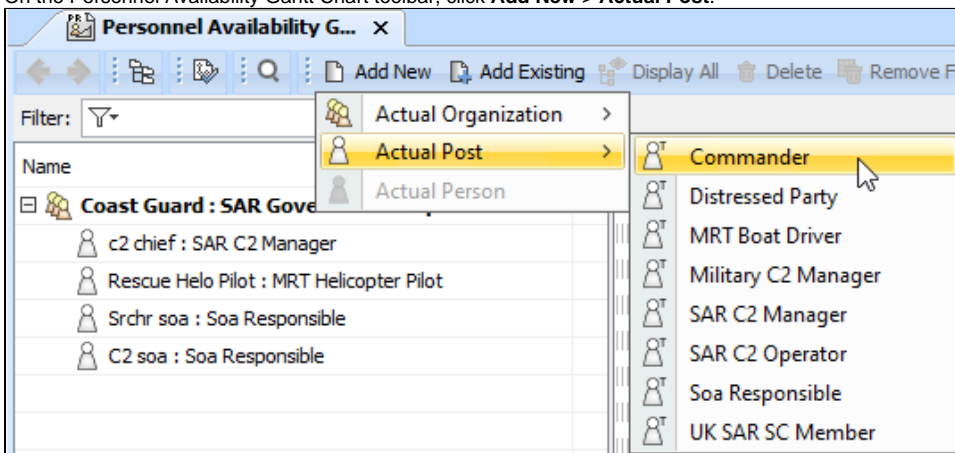 On the Personnel Availability Gantt Chart toolbar, click Add New > Actual Post.
Personnel Availability G... X
Add New Add Existing Display All Delete Remove F
Filter:
Actual Organization >
Actual Post >
Actual Person
Name
Coast Guard : SAR Gove
c2 chief : SAR C2 Manager
Rescue Helo Pilot : MRT Helicopter Pilot
Srchr soa : Soa Responsible
C2 soa : Soa Responsible
Commander
Distressed Party
MRT Boat Driver
Military C2 Manager
SAR C2 Manager
SAR C2 Operator
Soa Responsible
UK SAR SC Member